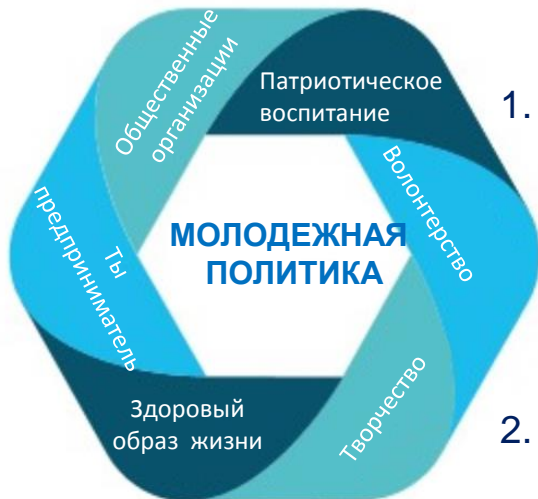 Общественные
организации
Патриотическое
воспитание
1.
Волонтерство
МОЛОДЕЖНАЯ
ПОЛИТИКА
Ты
предприниматель
Здоровый
образ жизни
Творчество
2.